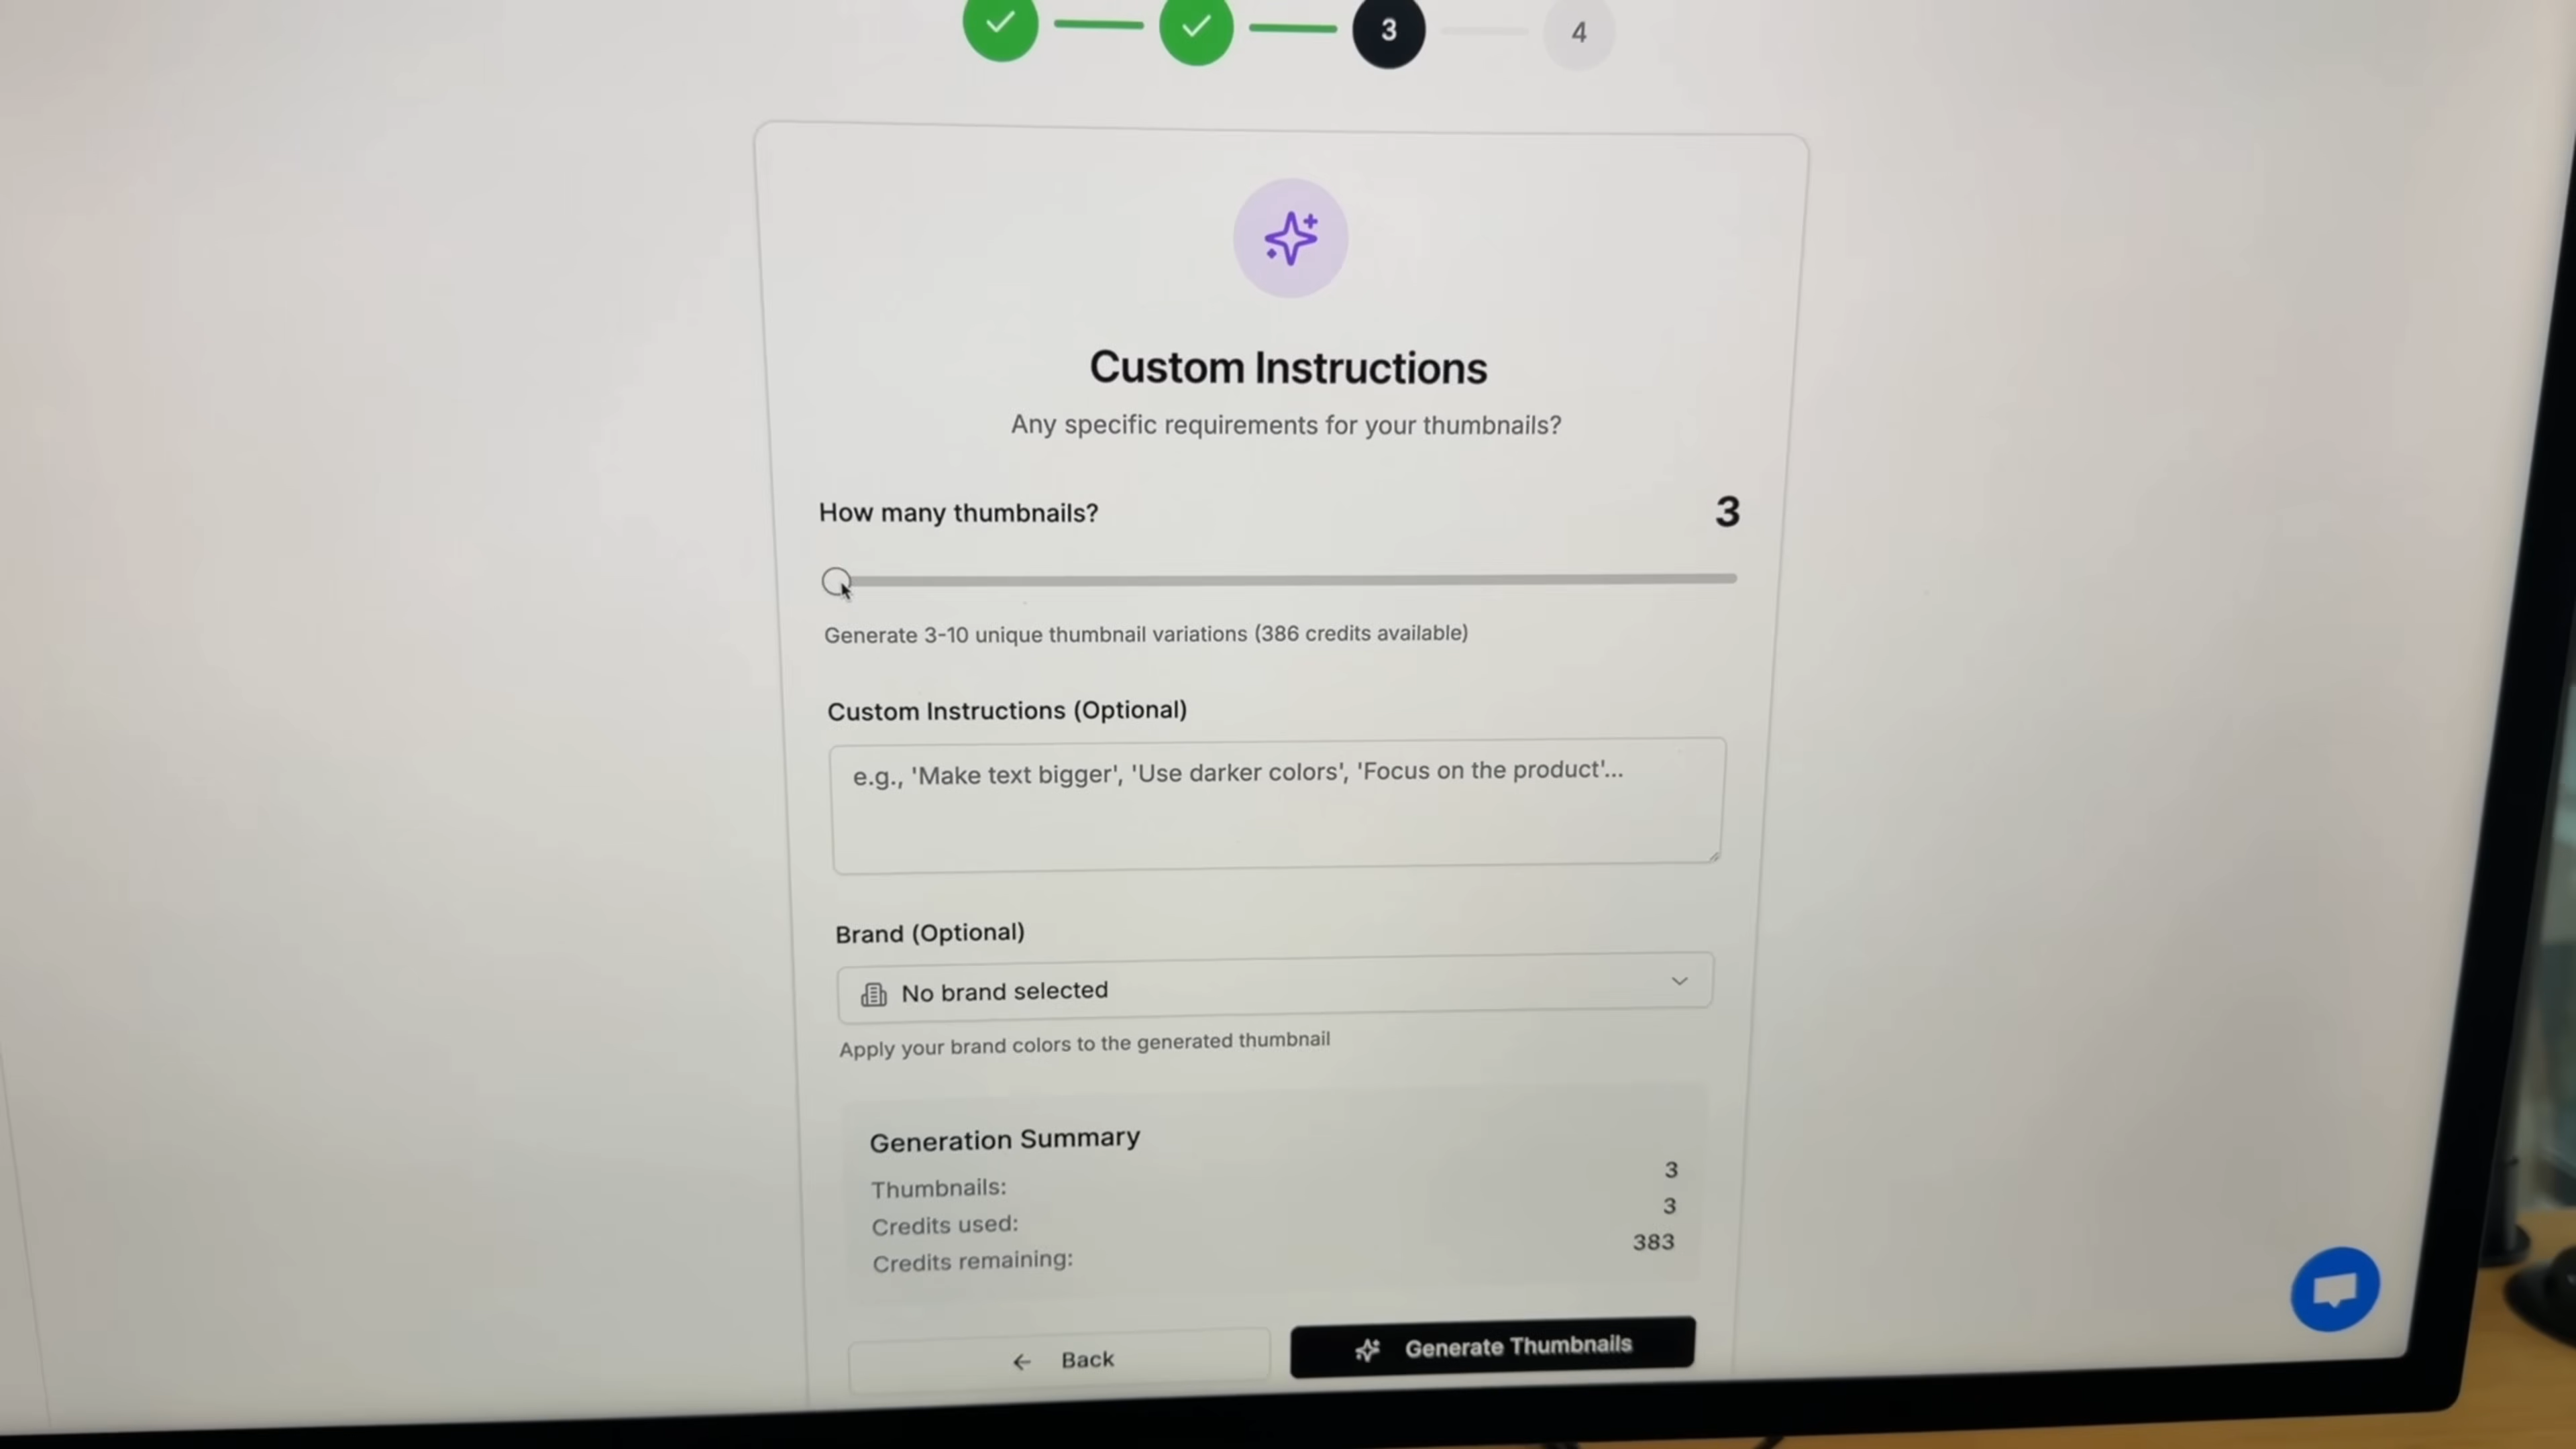 3
4
Custom Instructions
Any specific requirements for your thumbnails?
How many thumbnails?
3
Generate 3-10 unique thumbnail variations (386 credits available)
Custom Instructions (Optional)
e.g., 'Make text bigger', 'Use darker colors', 'Focus on the product'...
Brand (Optional)
No brand selected
Apply your brand colors to the generated thumbnail
Generation Summary
Thumbnails: 3
Credits used: 3
Credits remaining: 383
Back
Generate Thumbnails